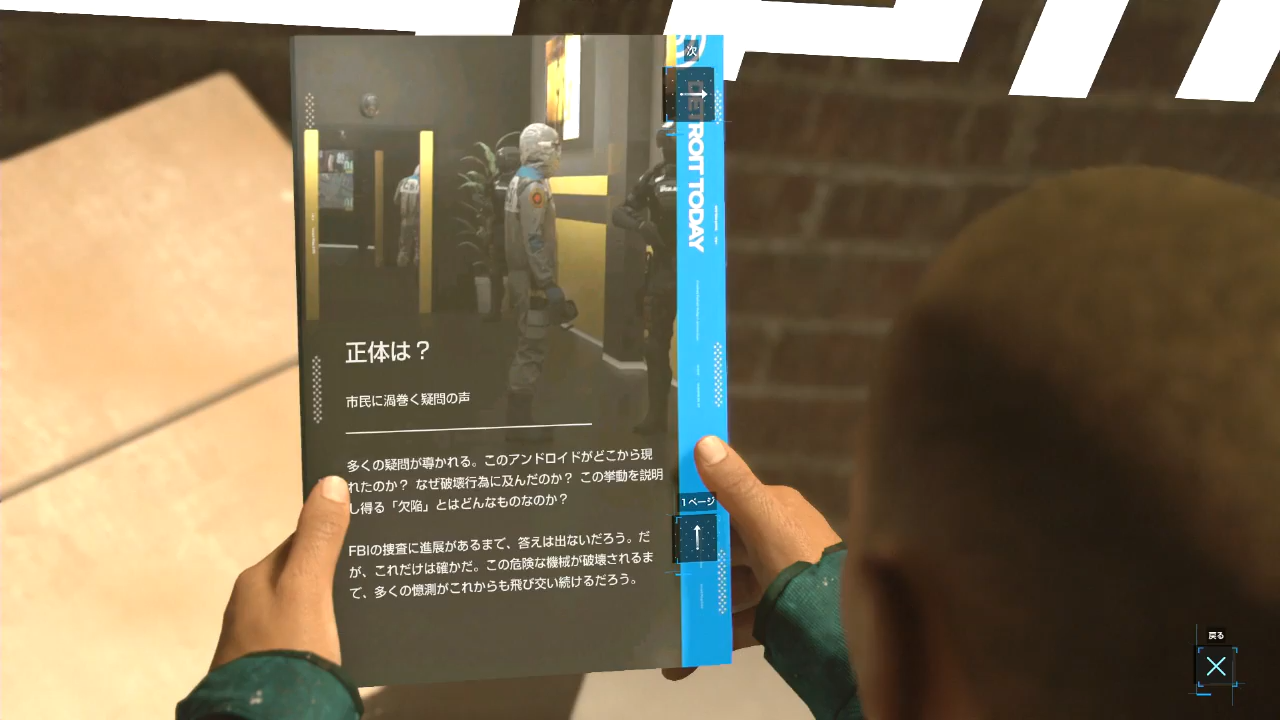 次
DETROIT TODAY
正体は？
市民に渦巻く疑問の声
多くの疑問が導かれる。このアンドロイドがどこから現
れたのか？ なぜ破壊行為に及んだのか？ この挙動を説明
し得る「欠陥」とはどんなものなのか？
FBIの捜査に進展があるまで、答えは出ないだろう。だ
が、これだけは確かだ。この危険な機械が破壊されるま
で、多くの憶測がこれからも飛び交い続けるだろう。
1ページ
戻る